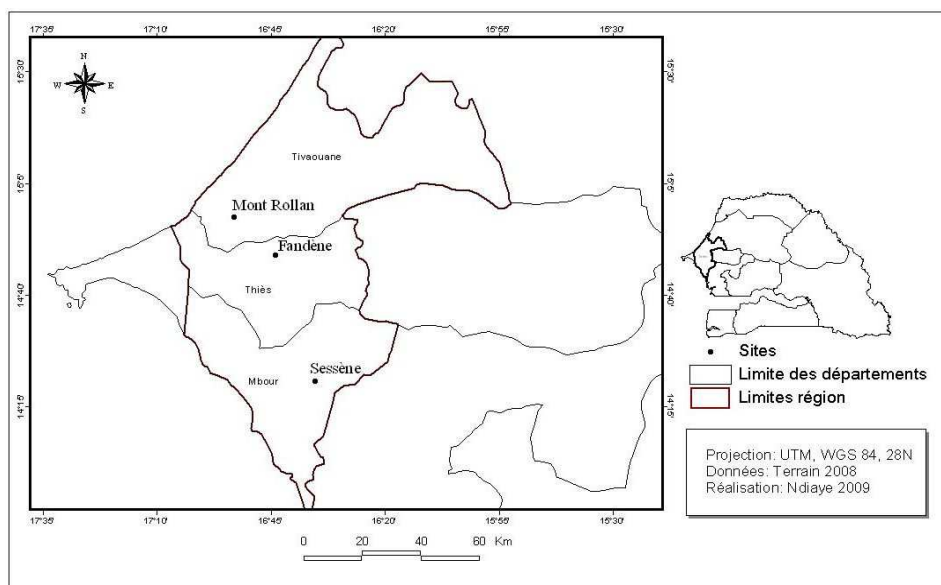 17°35' 17°10' 16°45' 16°20' 15°55' 15°30'
15°30' 15°30'
N
W E
S
Tivaouane
15°5' 15°5'
Mont Rollan
Fandène
Thiès
14°40' 14°40'
Sessène
Mbour
14°15' 14°15'
17°35' 17°10' 16°45' 16°20' 15°55' 15°30'
0 20 40 60 Km
Sites
Limite des départements
Limites région
Projection: UTM, WGS 84, 28N
Données: Terrain 2008
Réalisation: Ndiaye 2009